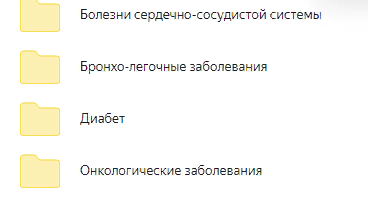 Болезни сердечно-сосудистой системы
Бронхо-легочные заболевания
Диабет
Онкологические заболевания